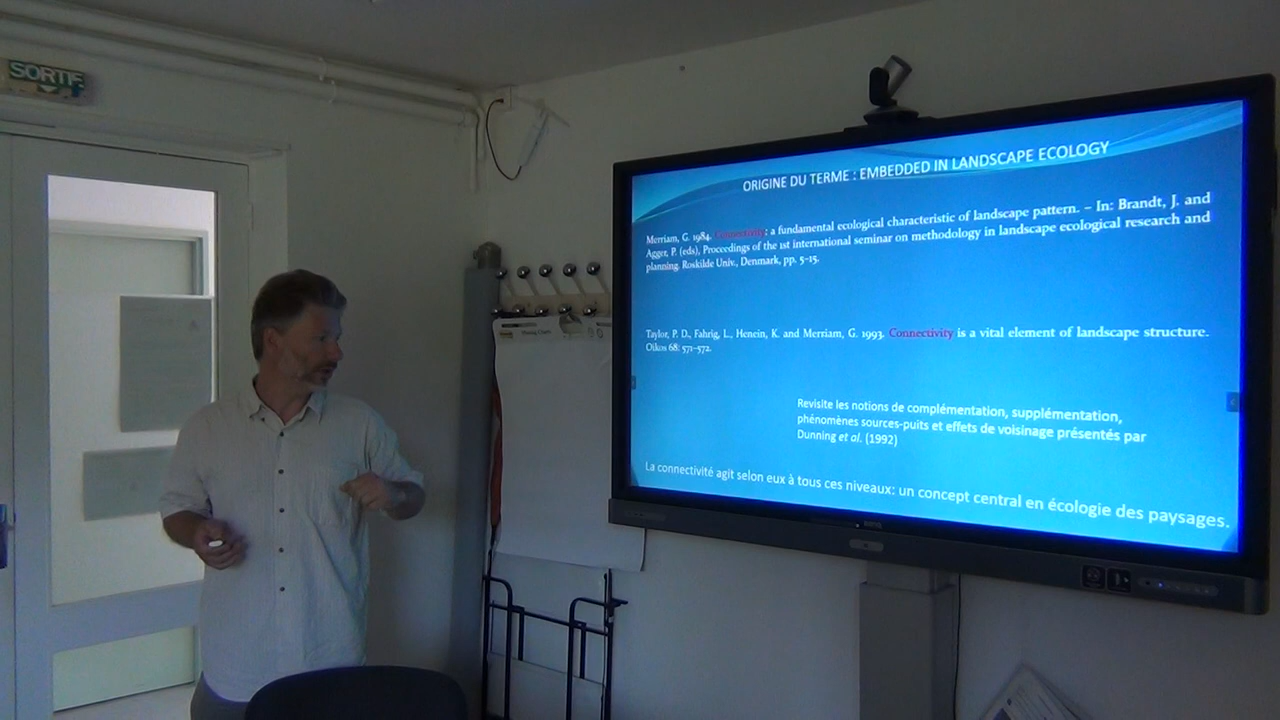 SORTIE
ORIGINE DU TERME : EMBEDDED IN LANDSCAPE ECOLOGY
Merriam, G. 1984. Connectivity: a fundamental ecological characteristic of landscape pattern. – In: Brandt, J. and
Agger, P. (eds), Proceedings of the 1st international seminar on methodology in landscape ecological research and
planning. Roskilde Univ., Denmark, pp. 5–15.
Taylor, P. D., Fahrig, L., Henein, K. and Merriam, G. 1993. Connectivity is a vital element of landscape structure.
Oikos 68: 571–572.
Revisite les notions de complémentation, supplémentation,
phénomènes sources-puits et effets de voisinage présentés par
Dunning et al. (1992)
La connectivité agit selon eux à tous ces niveaux: un concept central en écologie des paysages.
BenQ